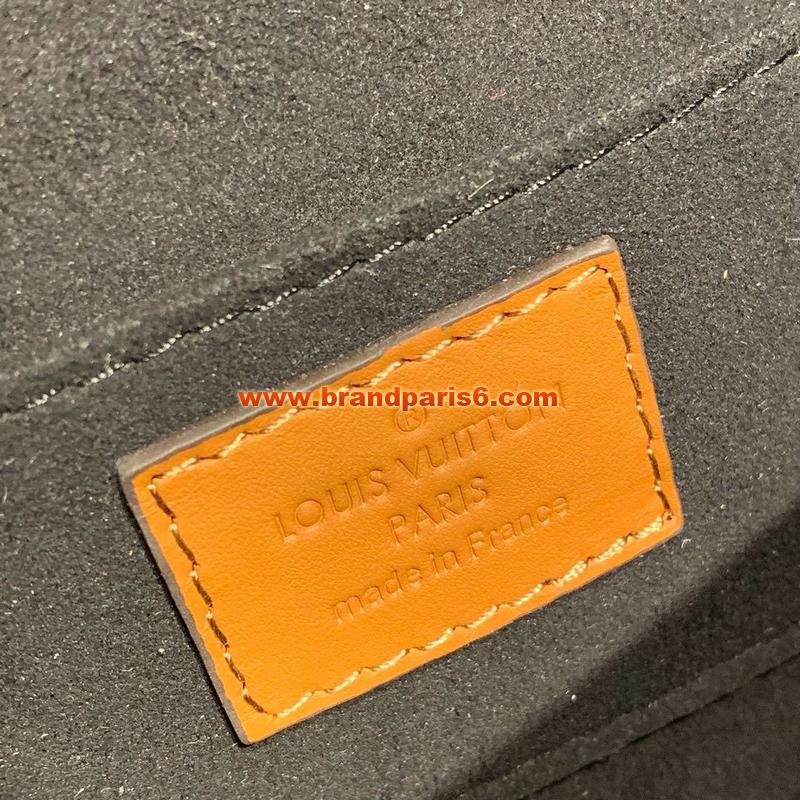 www.brandparis6.com
®
LOUIS VUITTON
PARIS
made in France